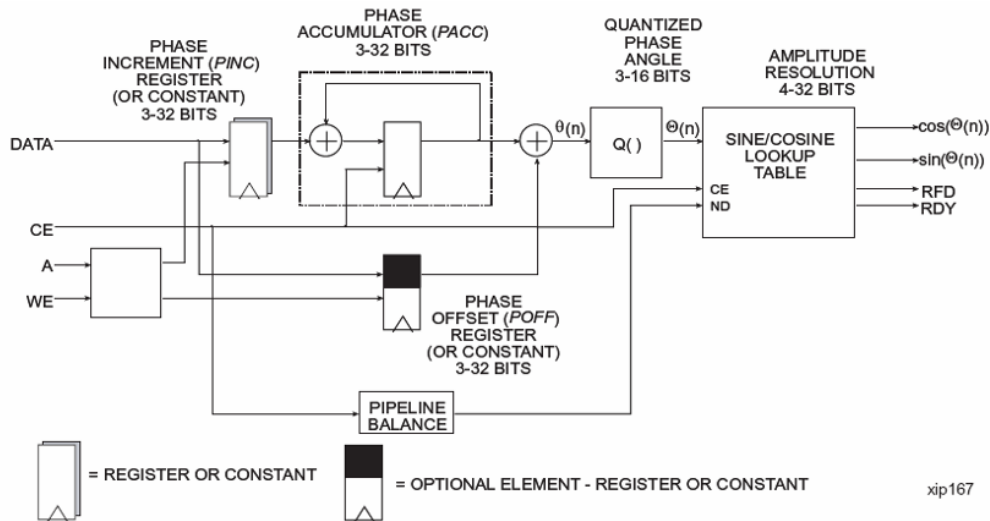 PHASE
INCREMENT (PINC)
REGISTER
(OR CONSTANT)
3-32 BITS
PHASE
ACCUMULATOR (PACC)
3-32 BITS
QUANTIZED
PHASE
ANGLE
3-16 BITS
AMPLITUDE
RESOLUTION
4-32 BITS
DATA
CE
A
WE
θ(n)
Q( )
Θ(n)
SINE/COSINE
LOOKUP
TABLE
CE
ND
cos(Θ(n))
sin(Θ(n))
RFD
RDY
PHASE
OFFSET (POFF)
REGISTER
(OR CONSTANT)
3-32 BITS
PIPELINE
BALANCE
= REGISTER OR CONSTANT
= OPTIONAL ELEMENT - REGISTER OR CONSTANT
xip167